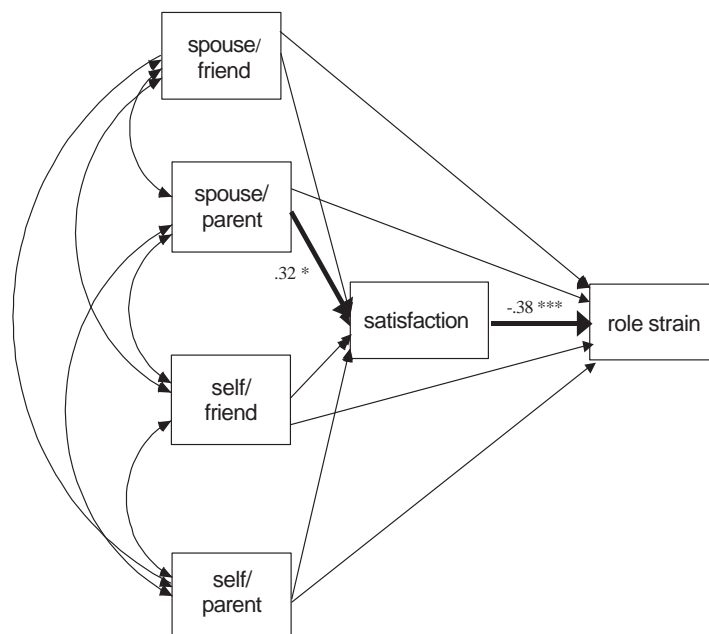 spouse/
friend
spouse/
parent
.32 *
satisfaction
-.38 ***
role strain
self/
friend
self/
parent